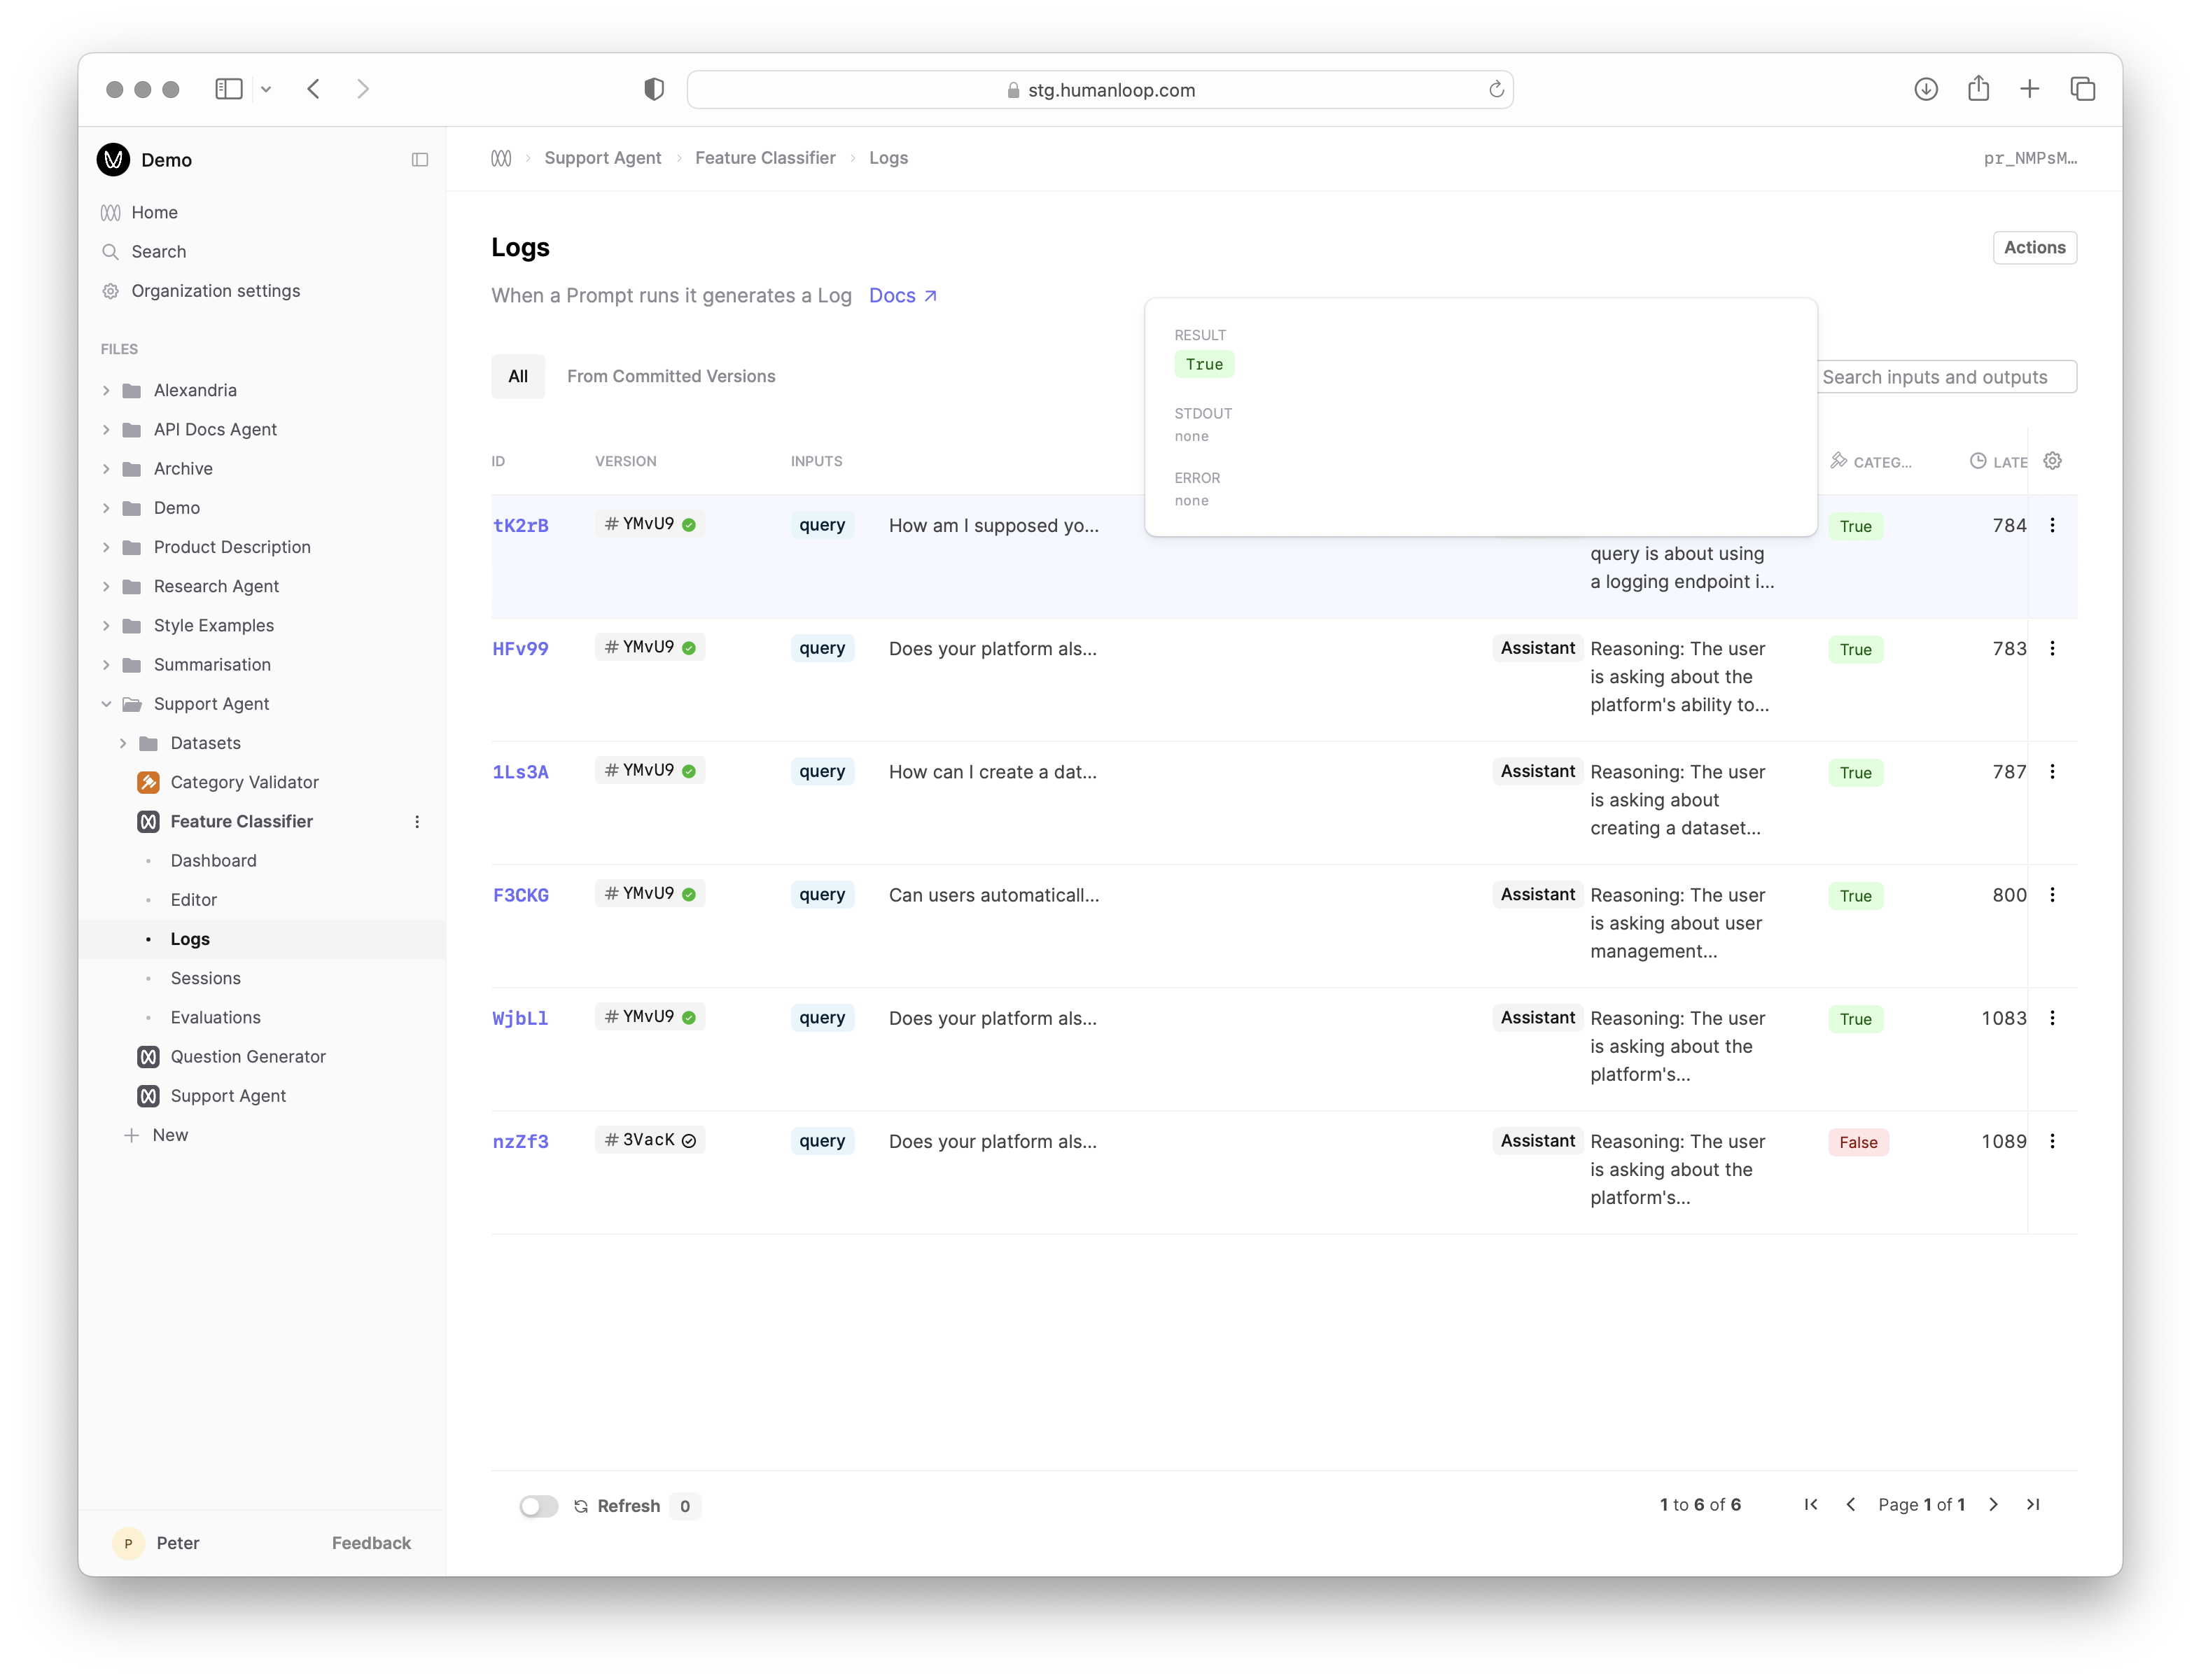 stg.humanloop.com
Demo
Home
Search
Organization settings
FILES
Alexandria
API Docs Agent
Archive
Demo
Product Description
Research Agent
Style Examples
Summarisation
Support Agent
Datasets
Category Validator
Feature Classifier
Dashboard
Editor
Logs
Sessions
Evaluations
Question Generator
Support Agent
New
P Peter Feedback
Support Agent Feature Classifier Logs pr_NMPsM…
Logs Actions
When a Prompt runs it generates a Log Docs
All From Committed Versions Search inputs and outputs
RESULT
True
STDOUT
none
ERROR
none
ID VERSION INPUTS CATEG… LATE
tK2rB # YMvU9 query How am I supposed yo… True 784
query is about using
a logging endpoint i…
HFv99 # YMvU9 query Does your platform als… Assistant Reasoning: The user True 783
is asking about the
platform's ability to…
1Ls3A # YMvU9 query How can I create a dat… Assistant Reasoning: The user True 787
is asking about
creating a dataset…
F3CKG # YMvU9 query Can users automaticall… Assistant Reasoning: The user True 800
is asking about user
management…
WjbLl # YMvU9 query Does your platform als… Assistant Reasoning: The user True 1083
is asking about the
platform's…
nzZf3 # 3VacK query Does your platform als… Assistant Reasoning: The user False 1089
is asking about the
platform's…
Refresh 0 1 to 6 of 6 Page 1 of 1